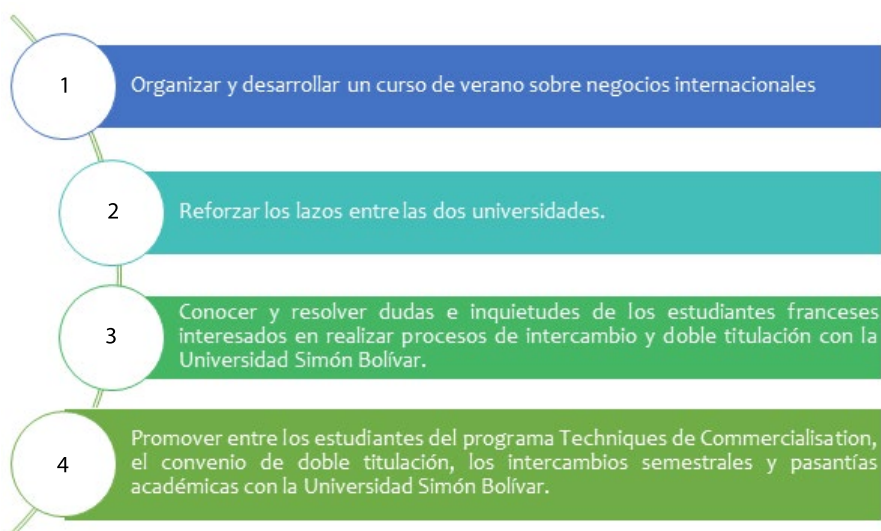 1
Organizar y desarrollar un curso de verano sobre negocios internacionales
2
Reforzar los lazos entre las dos universidades.
3
Conocer y resolver dudas e inquietudes de los estudiantes franceses
interesados en realizar procesos de intercambio y doble titulación con la
Universidad Simón Bolívar.
4
Promover entre los estudiantes del programa Techniques de Commercialisation,
el convenio de doble titulación, los intercambios semestrales y pasantías
académicas con la Universidad Simón Bolívar.